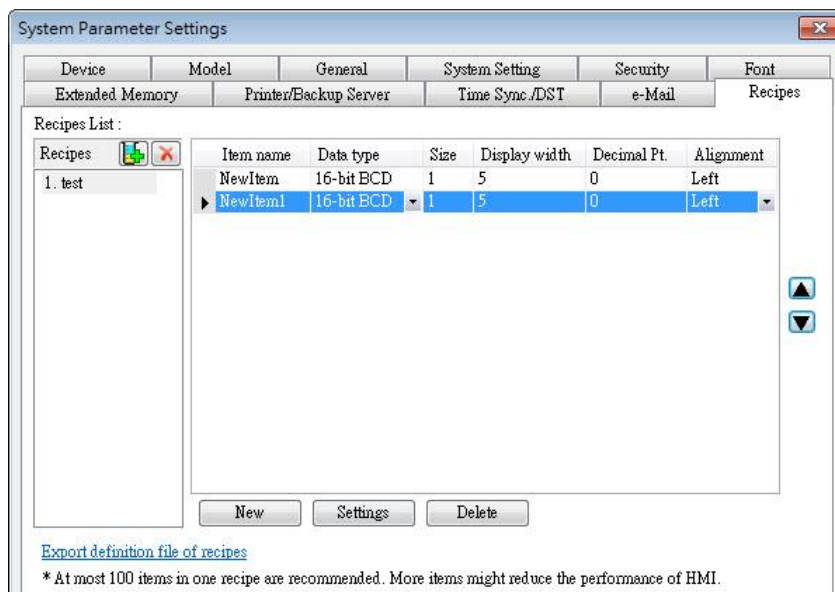 System Parameter Settings
Device Model General System Setting Security Font
Extended Memory Printer/Backup Server Time Sync./DST e-Mail Recipes
Recipes List :
Recipes
1. test
Item name Data type Size Display width Decimal Pt. Alignment
NewItem 16-bit BCD 1 5 0 Left
NewItem1 16-bit BCD 1 5 0 Left
New Settings Delete
Export definition file of recipes
* At most 100 items in one recipe are recommended. More items might reduce the performance of HMI.